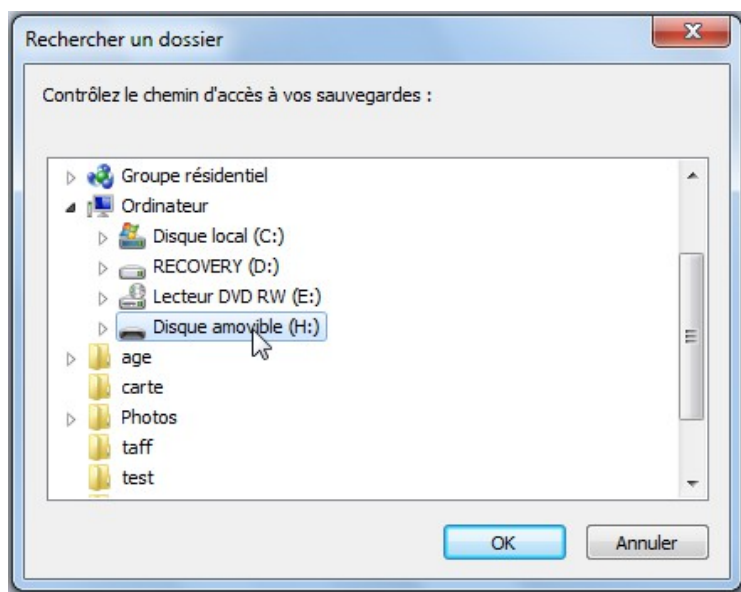 Rechercher un dossier
Contrôlez le chemin d'accès à vos sauvegardes :
Groupe résidentiel
Ordinateur
Disque local (C:)
RECOVERY (D:)
Lecteur DVD RW (E:)
Disque amovible (H:)
age
carte
Photos
taff
test
OK Annuler